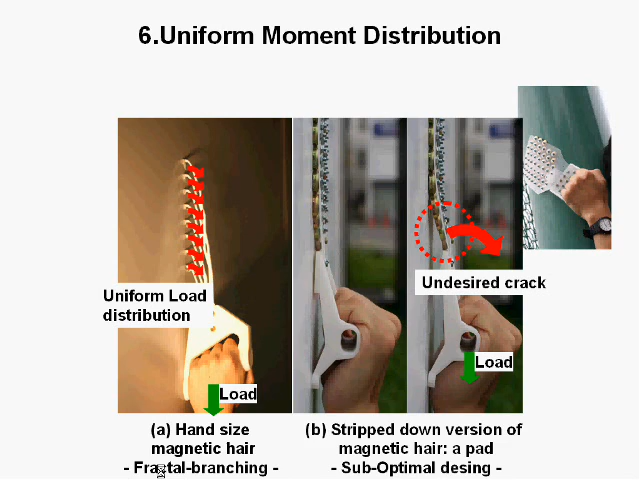 6.Uniform Moment Distribution
Uniform Load
distribution
Load
Undesired crack
Load
(a) Hand size
magnetic hair
- Fractal-branching -
(b) Stripped down version of
magnetic hair: a pad
- Sub-Optimal desing -